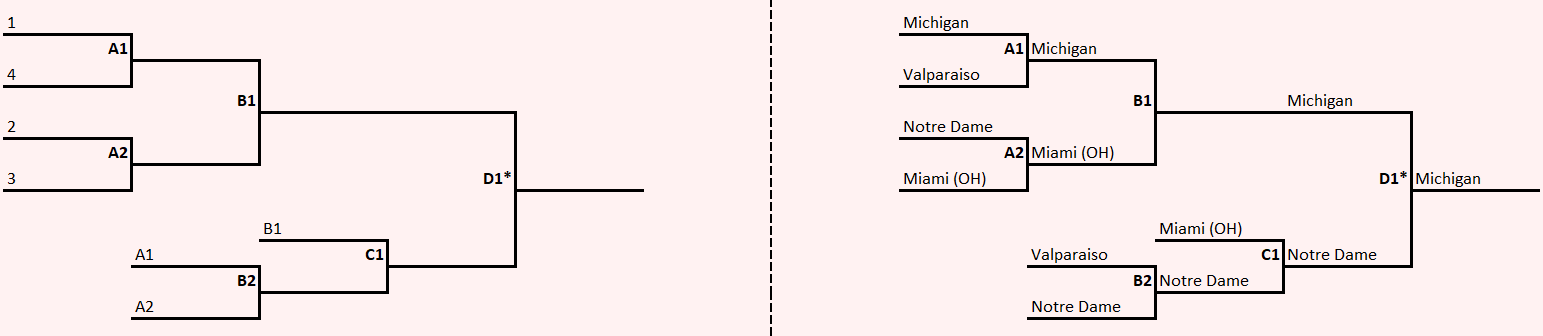 1
A1
4
B1
2
A2
3
D1*
B1
A1
C1
B2
A2
Michigan
A1 Michigan
Valparaiso
B1 Michigan
Notre Dame
A2 Miami (OH)
Miami (OH)
D1* Michigan
Miami (OH)
Valparaiso
C1 Notre Dame
B2 Notre Dame
Notre Dame